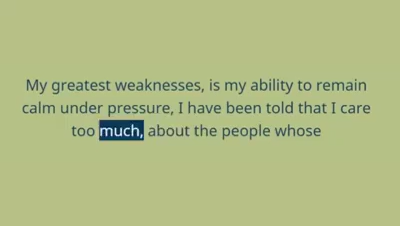 My greatest weaknesses, is my ability to remain
calm under pressure, I have been told that I care
too much, about the people whose